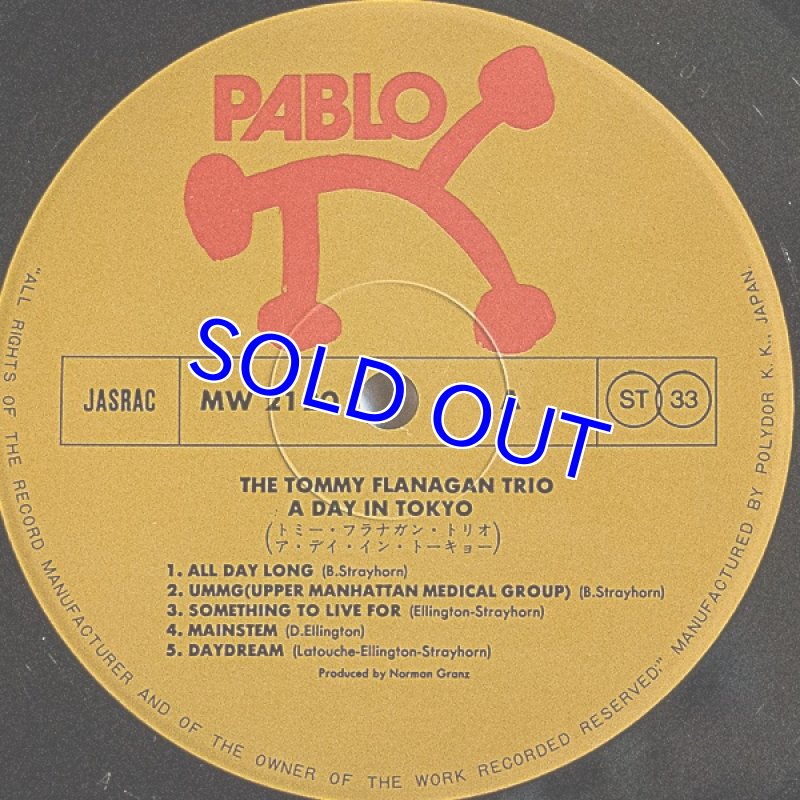 PABLO
JASRAC
MW 21
A
ST 33
SOLD OUT
THE TOMMY FLANAGAN TRIO
A DAY IN TOKYO
(トミー・フラナガン・トリオ
ア・デイ・イン・トーキョー)
1. ALL DAY LONG (B.Strayhorn)
2. UMMG(UPPER MANHATTAN MEDICAL GROUP) (B.Strayhorn)
3. SOMETHING TO LIVE FOR (Ellington-Strayhorn)
4. MAINSTEM (D.Ellington)
5. DAYDREAM (Latouche-Ellington-Strayhorn)
Produced by Norman Granz
"ALL RIGHTS OF THE RECORD MANUFACTURER AND OF THE OWNER OF THE WORK RECORDED RESERVED;" MANUFACTURED BY POLYDOR K.K., JAPAN.